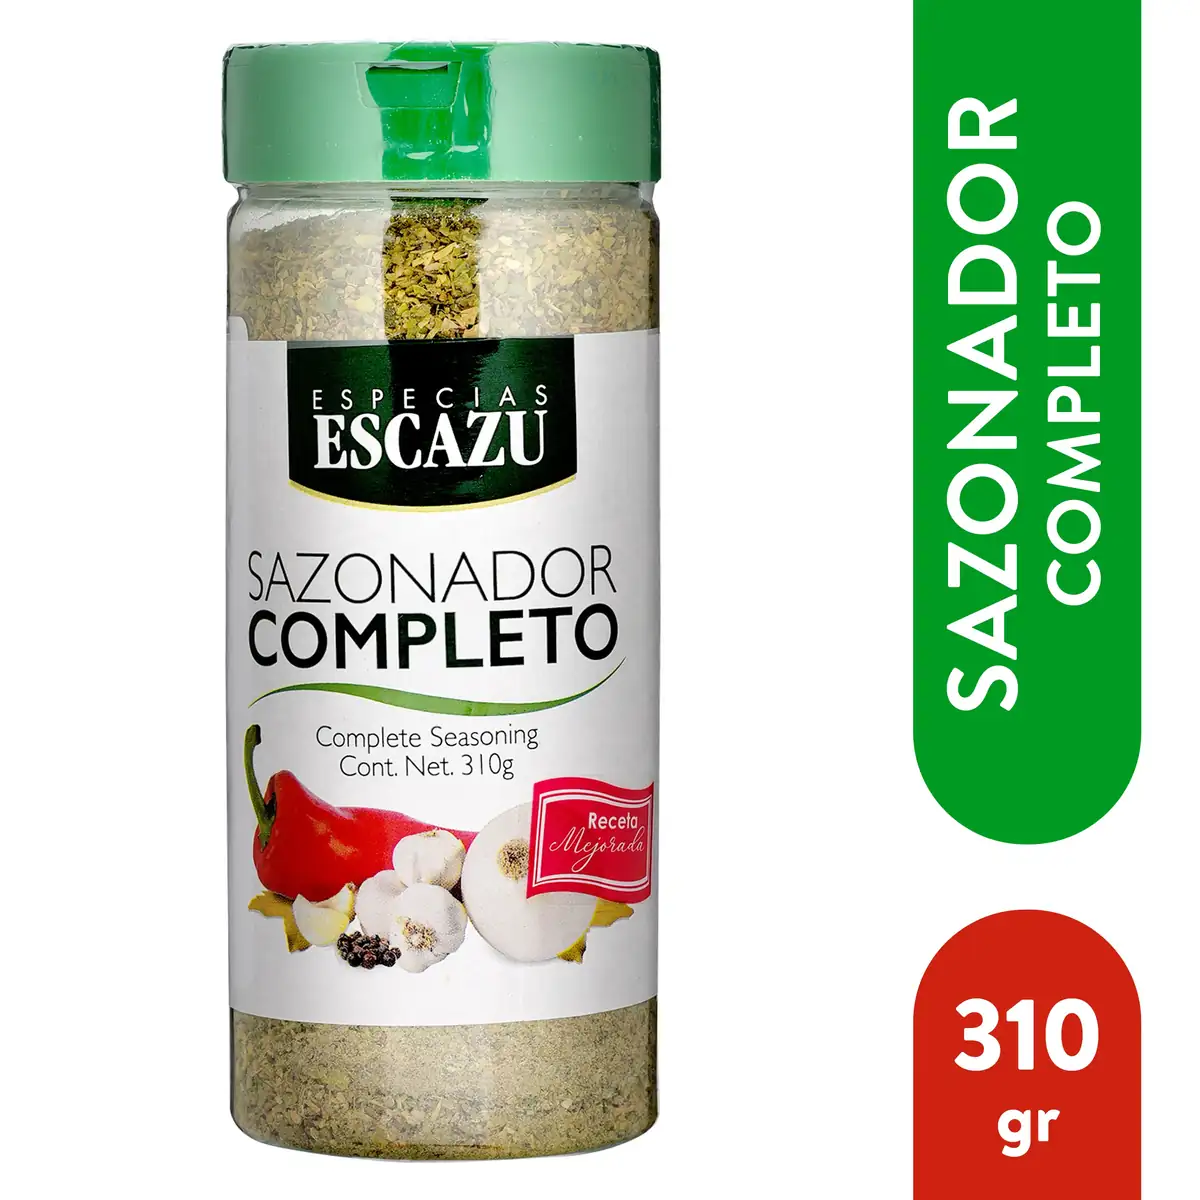 ESPECIAS
ESCAZU
SAZONADOR
COMPLETO
Complete Seasoning
Cont. Net. 310g
Receta
Mejorada
SAZONADOR
COMPLETO
310
gr